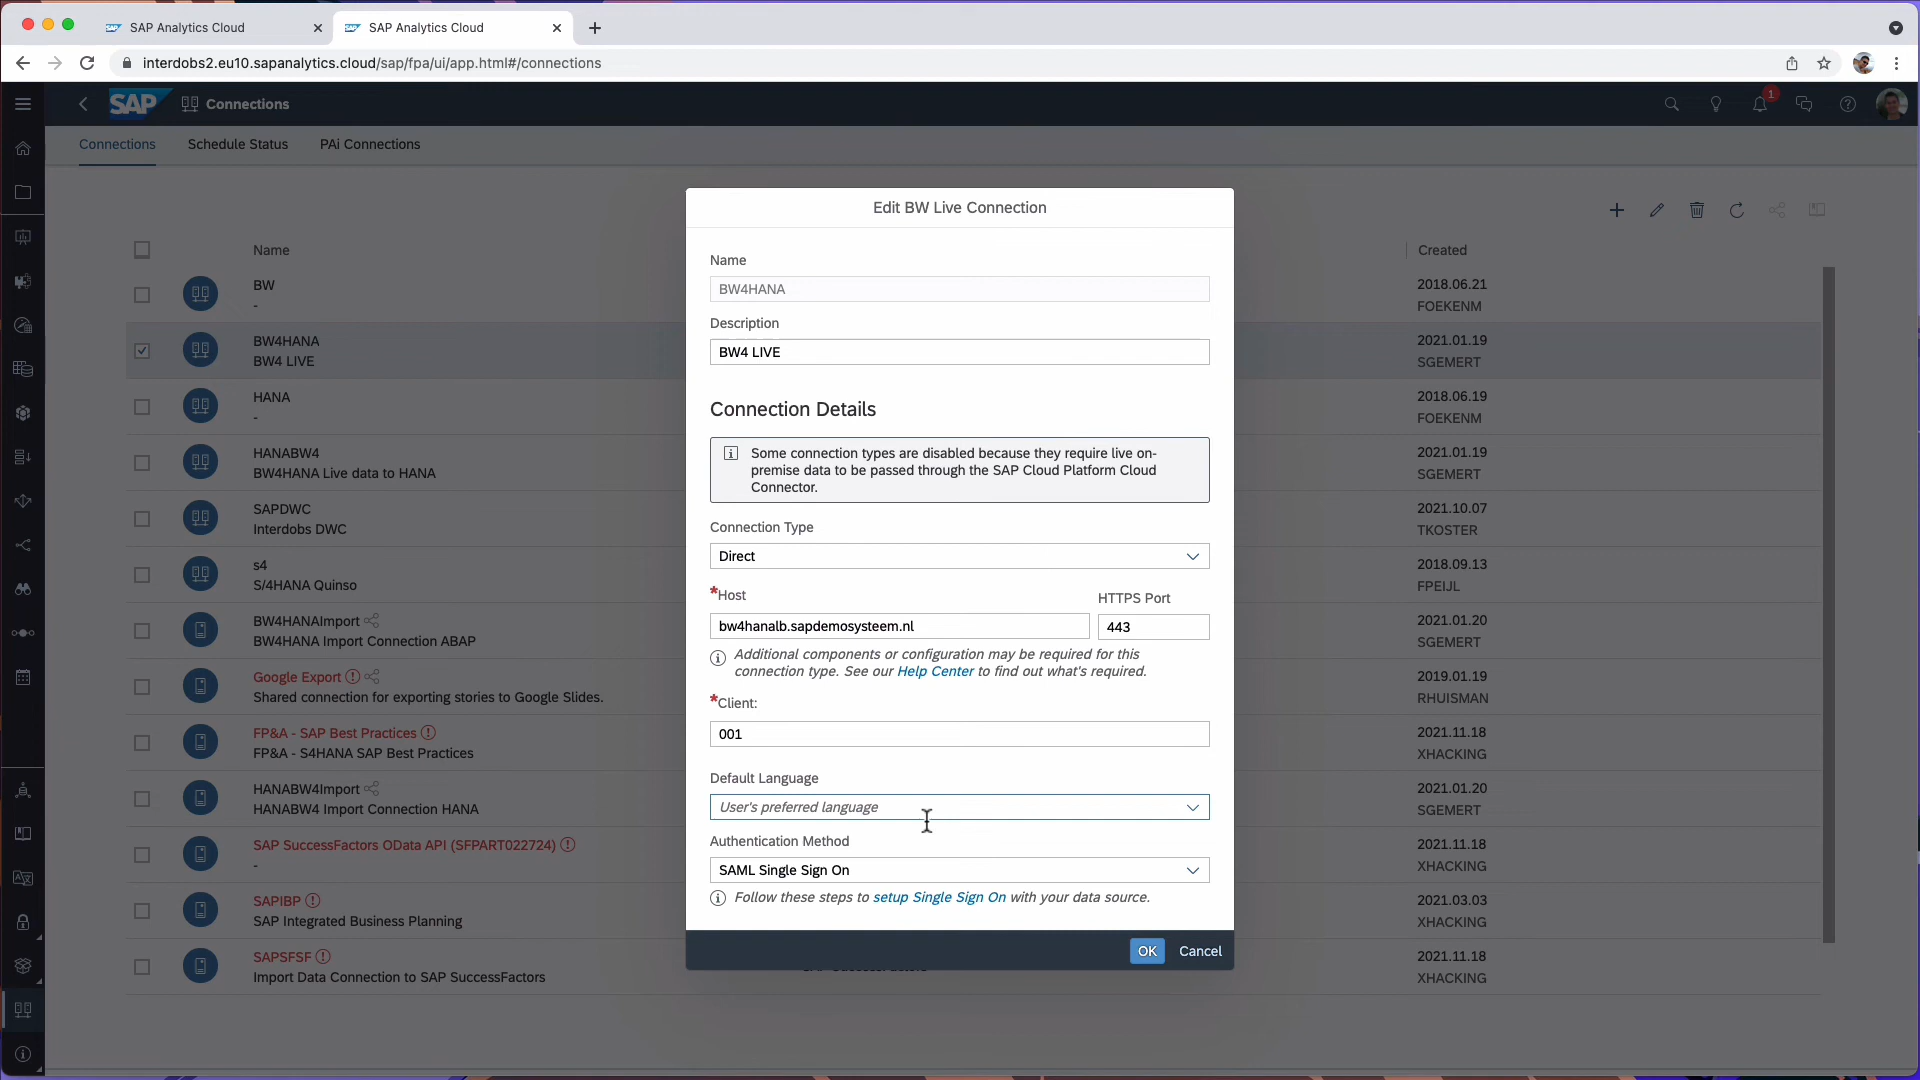 SAP Analytics Cloud
SAP Analytics Cloud
interdobs2.eu10.sapanalytics.cloud/sap/fpa/ui/app.html#/connections
SAP
Connections
1
Connections
Schedule Status
PAi Connections
Name
Created
BW
-
2018.06.21
FOEKENM
BW4HANA
BW4 LIVE
2021.01.19
SGEMERT
HANA
-
2018.06.19
FOEKENM
HANABW4
BW4HANA Live data to HANA
2021.01.19
SGEMERT
SAPDWC
Interdobs DWC
2021.10.07
TKOSTER
s4
S/4HANA Quinso
2018.09.13
FPEIJL
BW4HANAImport
BW4HANA Import Connection ABAP
2021.01.20
SGEMERT
Google Export
Shared connection for exporting stories to Google Slides.
2019.01.19
RHUISMAN
FP&A - SAP Best Practices
FP&A - S4HANA SAP Best Practices
2021.11.18
XHACKING
HANABW4Import
HANABW4 Import Connection HANA
2021.01.20
SGEMERT
SAP SuccessFactors OData API (SFPART022724)
-
2021.11.18
XHACKING
SAPIBP
SAP Integrated Business Planning
2021.03.03
XHACKING
SAPSFSF
Import Data Connection to SAP SuccessFactors
2021.11.18
XHACKING
Edit BW Live Connection
Name
BW4HANA
Description
BW4 LIVE
Connection Details
Some connection types are disabled because they require live on-
premise data to be passed through the SAP Cloud Platform Cloud
Connector.
Connection Type
Direct
*Host
HTTPS Port
bw4hanalb.sapdemosysteem.nl
443
Additional components or configuration may be required for this
connection type. See our Help Center to find out what's required.
*Client:
001
Default Language
User's preferred language
Authentication Method
SAML Single Sign On
Follow these steps to setup Single Sign On with your data source.
OK
Cancel